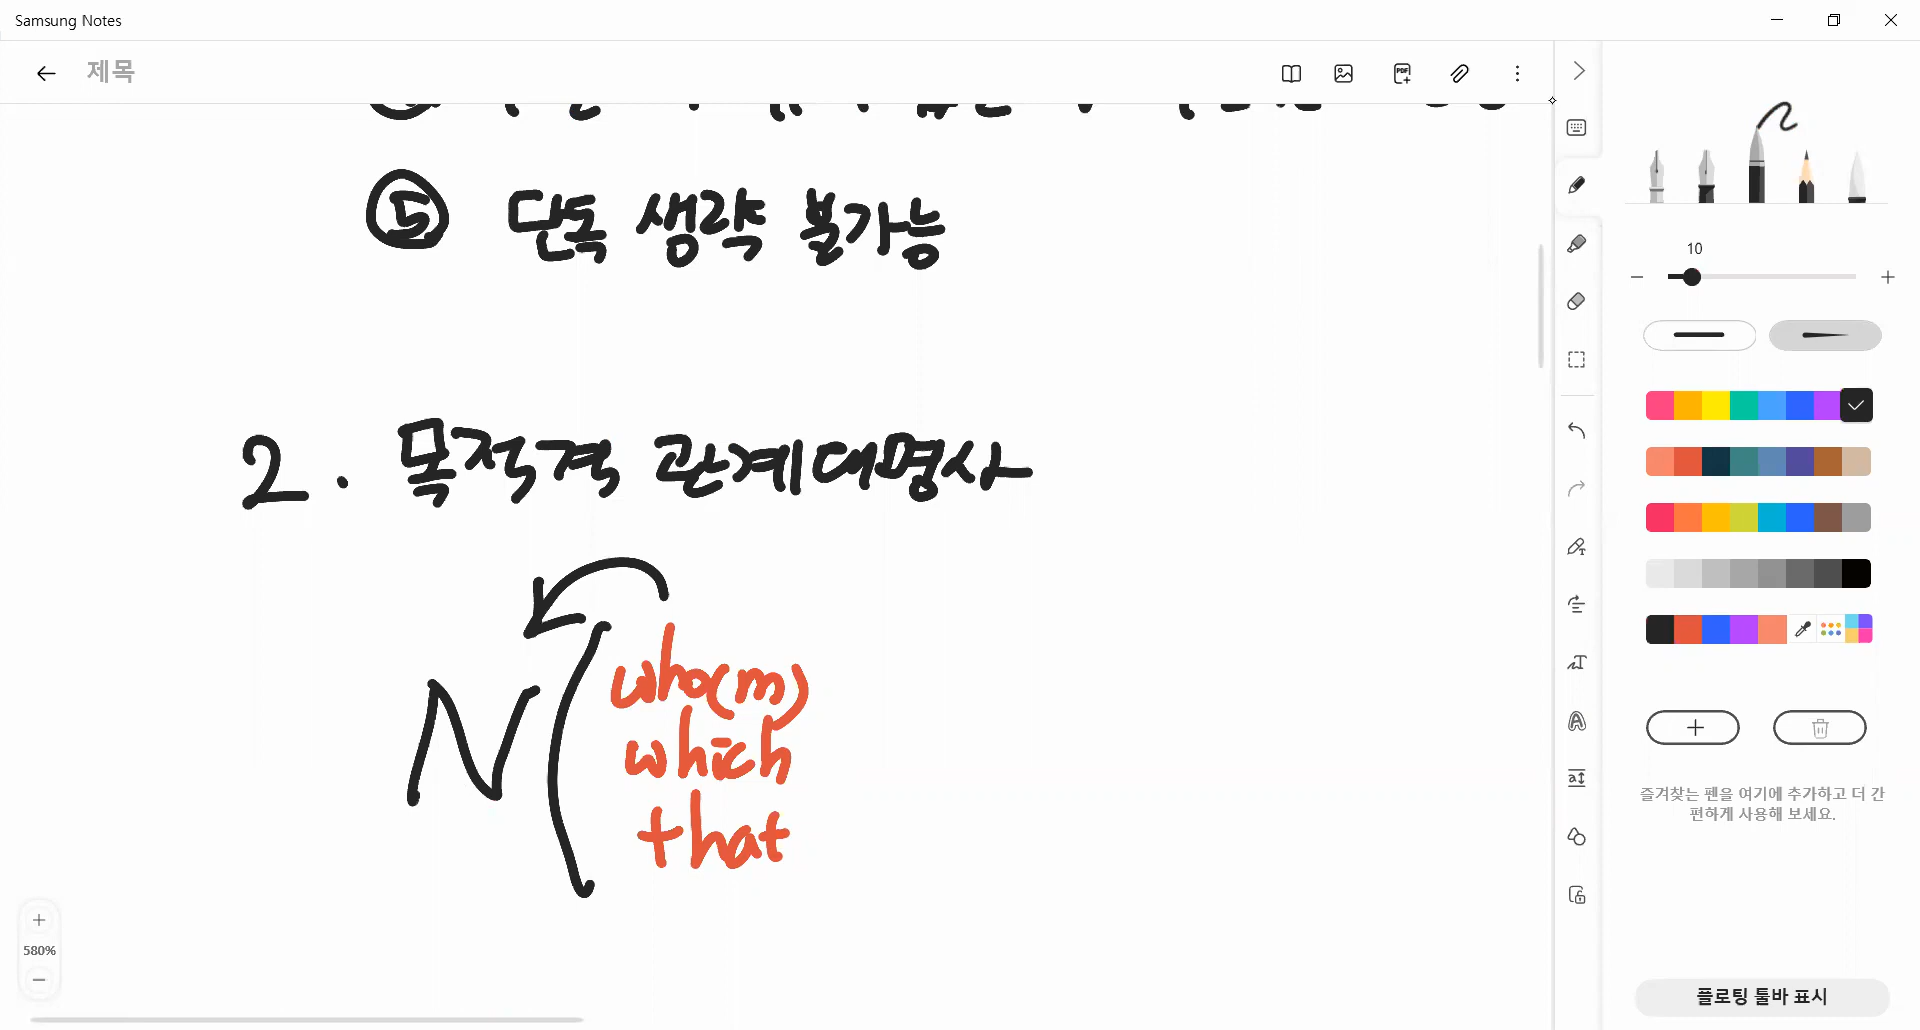 Samsung Notes
제목
⑤ 단독 생략 불가능
10
2. 목적격 관계대명사
who(m)
which
that
N
즐겨찾는 펜을 여기에 추가하고 더 간
편하게 사용해 보세요.
580%
플로팅 툴바 표시